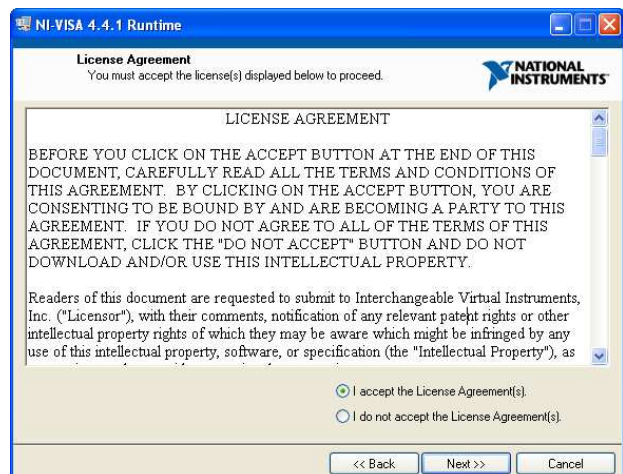 NI-VISA 4.4.1 Runtime
License Agreement
You must accept the license(s) displayed below to proceed.
NATIONAL
INSTRUMENTS
LICENSE AGREEMENT
BEFORE YOU CLICK ON THE ACCEPT BUTTON AT THE END OF THIS
DOCUMENT, CAREFULLY READ ALL THE TERMS AND CONDITIONS OF
THIS AGREEMENT. BY CLICKING ON THE ACCEPT BUTTON, YOU ARE
CONSENTING TO BE BOUND BY AND ARE BECOMING A PARTY TO THIS
AGREEMENT. IF YOU DO NOT AGREE TO ALL OF THE TERMS OF THIS
AGREEMENT, CLICK THE "DO NOT ACCEPT" BUTTON AND DO NOT
DOWNLOAD AND/OR USE THIS INTELLECTUAL PROPERTY.
Readers of this document are requested to submit to Interchangeable Virtual Instruments,
Inc. ("Licensor"), with their comments, notification of any relevant patent rights or other
intellectual property rights of which they may be aware which might be infringed by any
use of this intellectual property, software, or specification (the "Intellectual Property"), as
I accept the License Agreement(s).
I do not accept the License Agreement(s).
<< Back
Next >>
Cancel